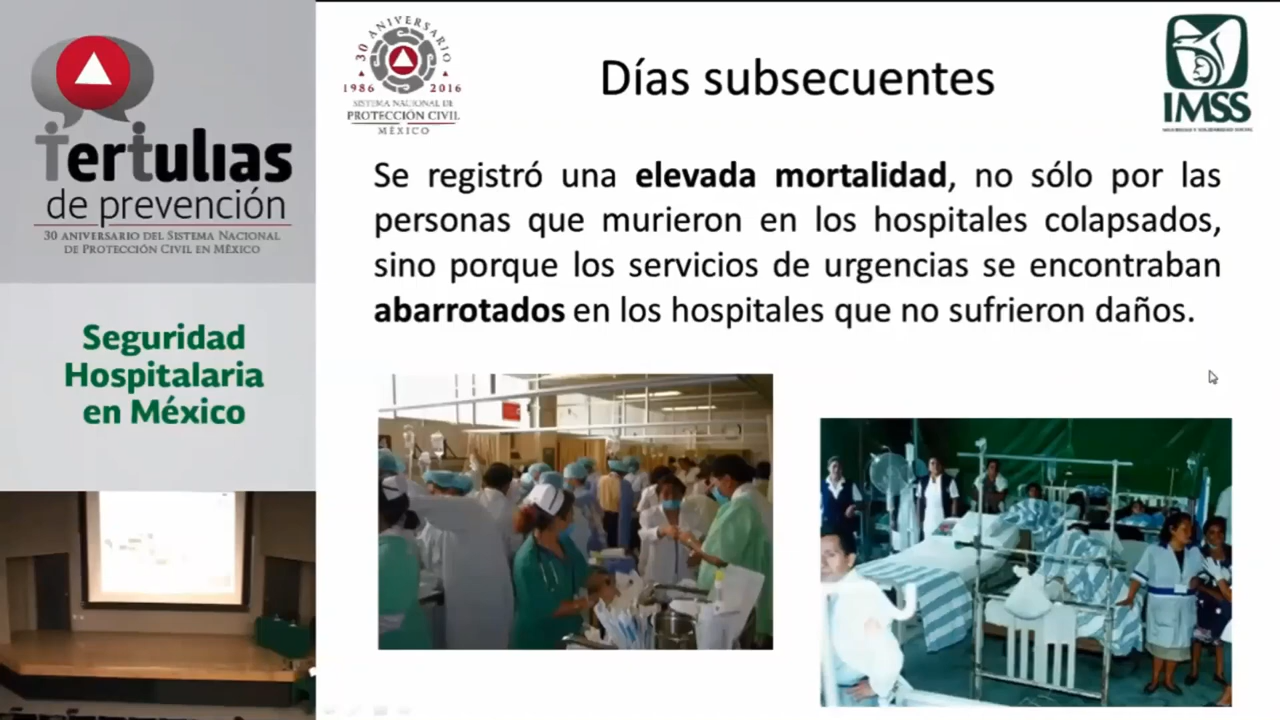 Tertulias
de prevención
30 ANIVERSARIO DEL SISTEMA NACIONAL
DE PROTECCIÓN CIVIL EN MÉXICO
Seguridad
Hospitalaria
en México
30 ANIVERSARIO
1986 2016
SISTEMA NACIONAL DE
PROTECCIÓN CIVIL
MÉXICO
Días subsecuentes
IMSS
Se registró una elevada mortalidad, no sólo por las
personas que murieron en los hospitales colapsados,
sino porque los servicios de urgencias se encontraban
abarrotados en los hospitales que no sufrieron daños.